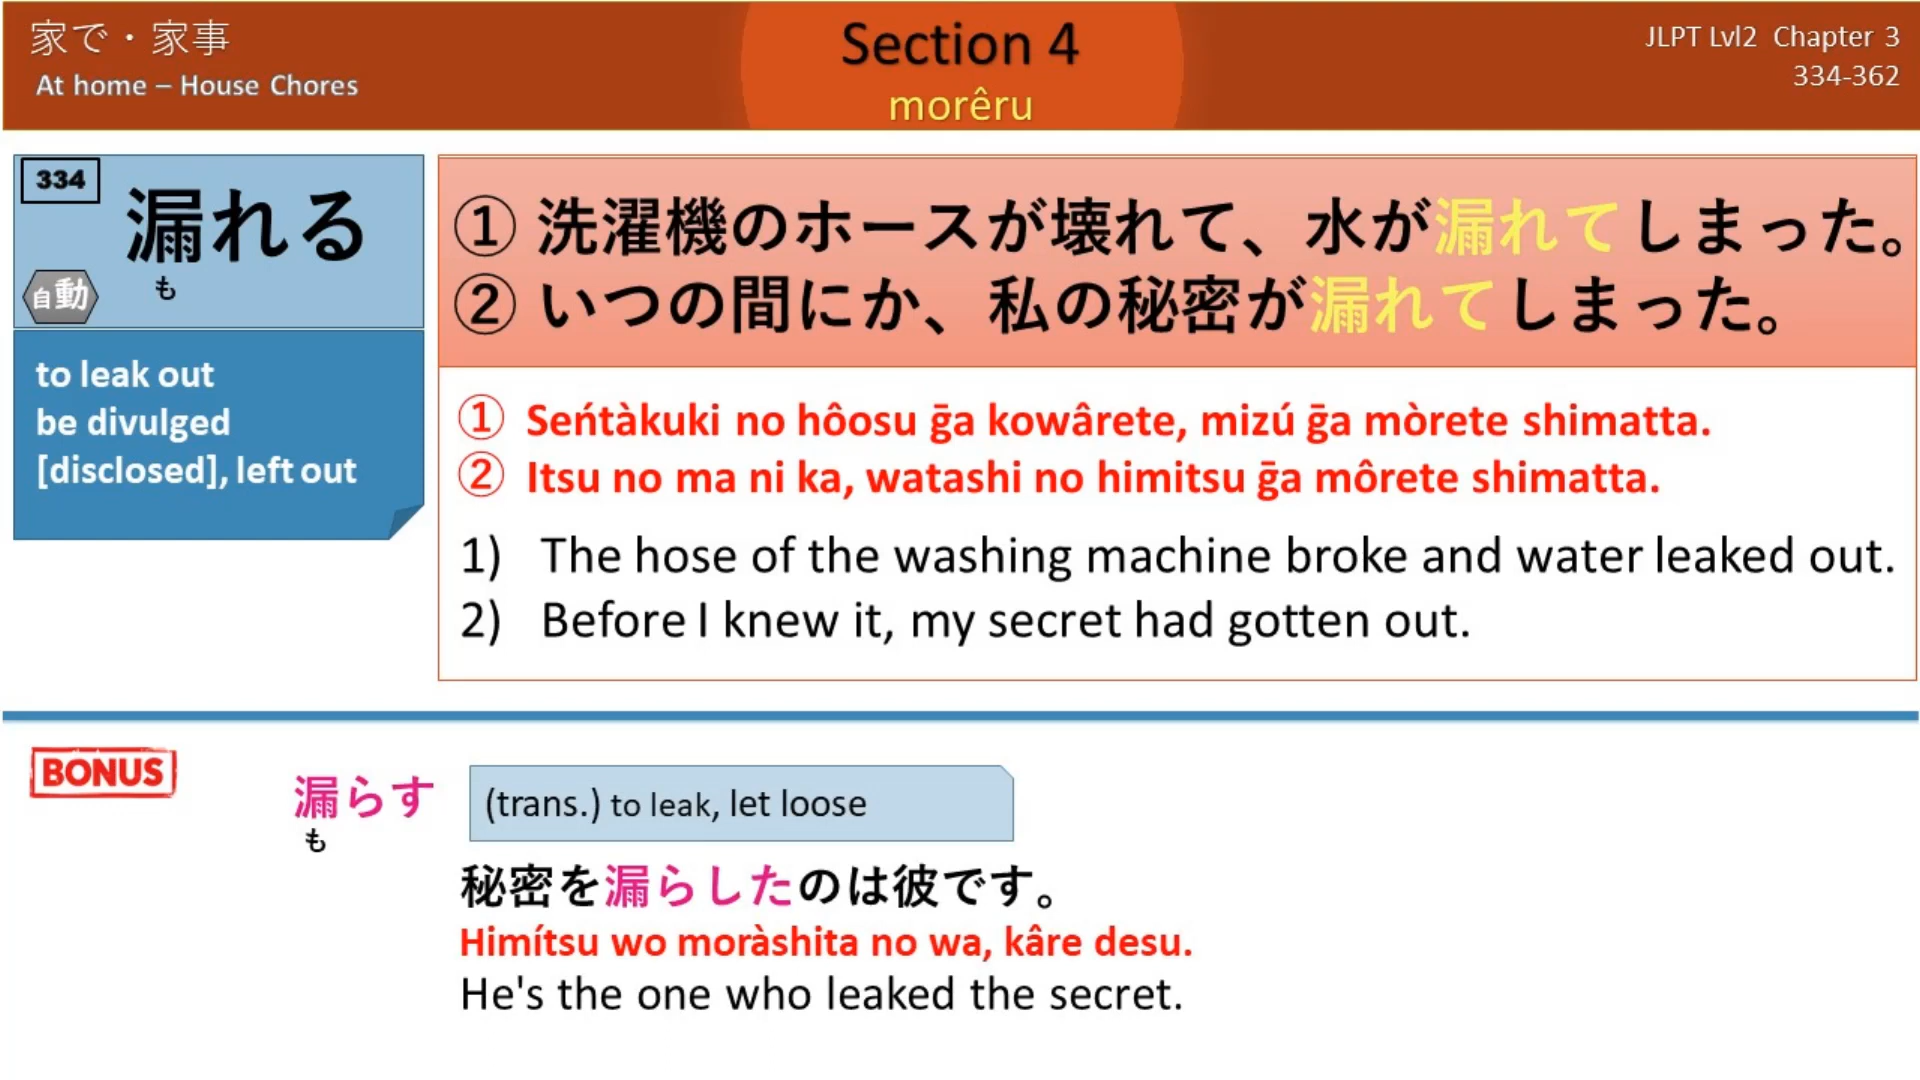 家で・家事
At home – House Chores
Section 4
morêru
JLPT Lvl2 Chapter 3
334-362
334
漏れる
も
自動
to leak out
be divulged
[disclosed], left out
① 洗濯機のホースが壊れて、水が漏れてしまった。
② いつの間にか、私の秘密が漏れてしまった。
① Seńtàkuki no hôosu ḡa kowârete, mizú ḡa mòrete shimatta.
② Itsu no ma ni ka, watashi no himitsu ḡa môrete shimatta.
1) The hose of the washing machine broke and water leaked out.
2) Before I knew it, my secret had gotten out.
BONUS
漏らす
も
(trans.) to leak, let loose
秘密を漏らしたのは彼です。
Himítsu wo moràshita no wa, kâre desu.
He's the one who leaked the secret.